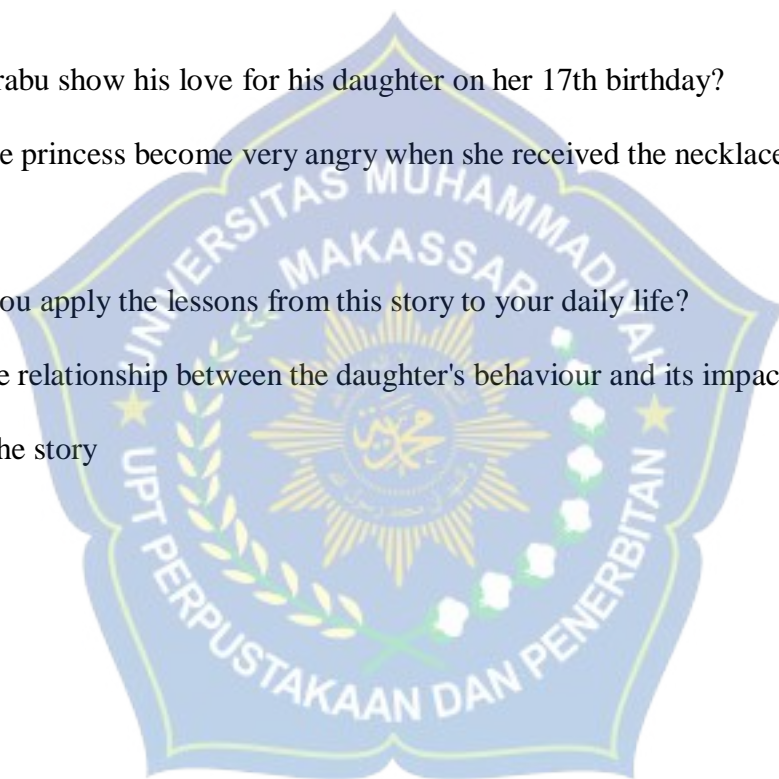 rabu show his love for his daughter on her 17th birthday?
e princess become very angry when she received the necklace
ou apply the lessons from this story to your daily life?
e relationship between the daughter's behaviour and its impac
he story
UNIVERSITAS MUHAMMADIYAH
MAKASSAR
محمد
UPT PERPUSTAKAAN DAN PENERBITAN